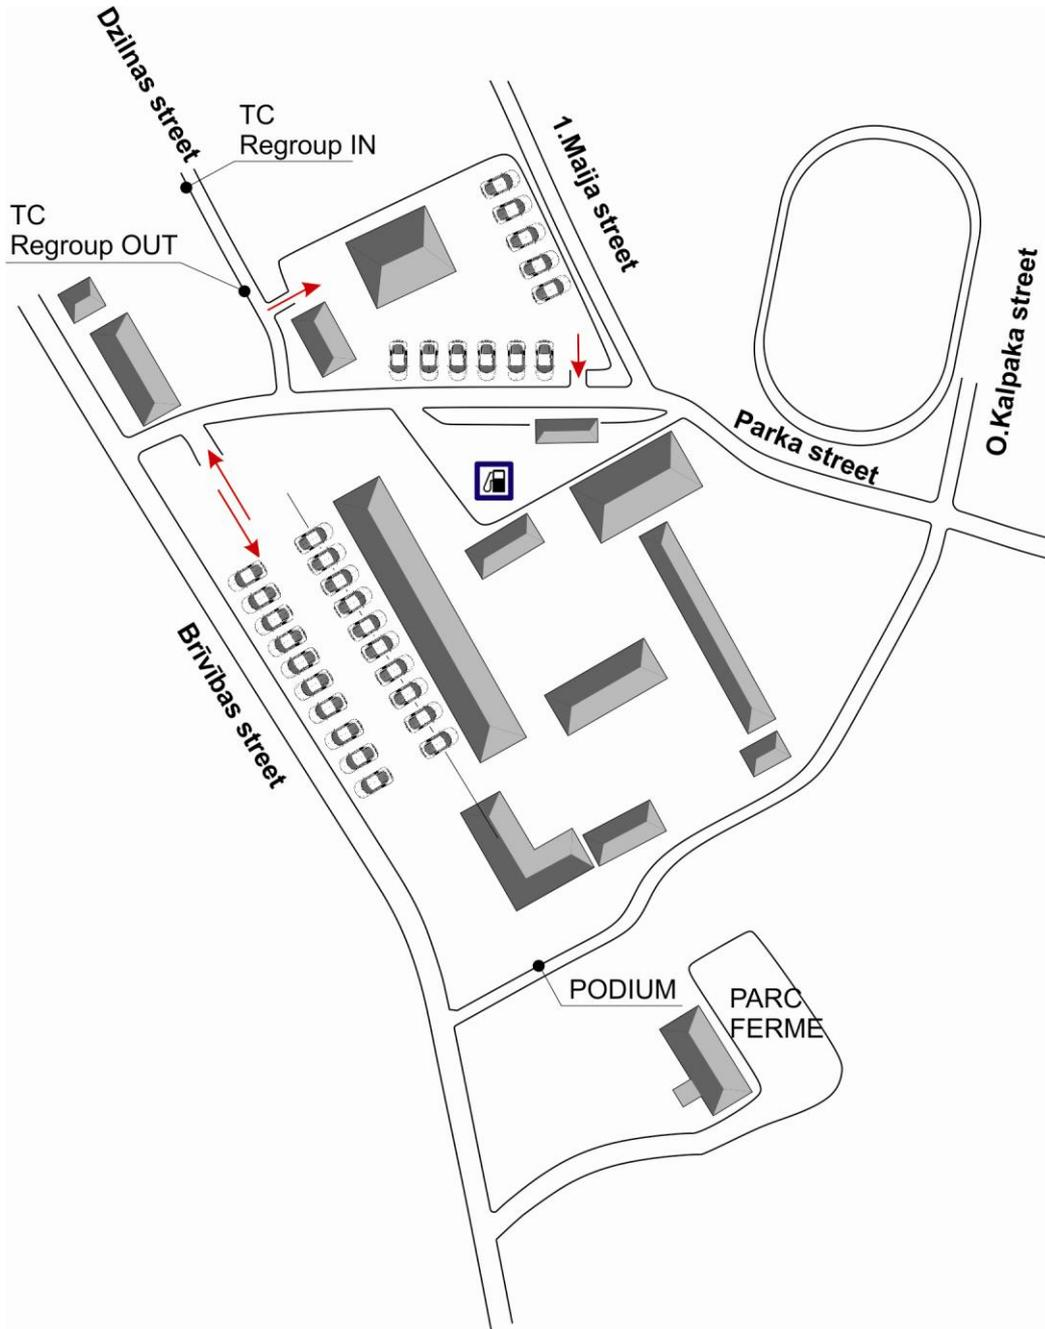 Dzilnas street
TC
Regroup IN
1.Maija street
TC
Regroup OUT
O.Kalpaka street
Parka street
Brīvības street
PODIUM
PARC
FERME